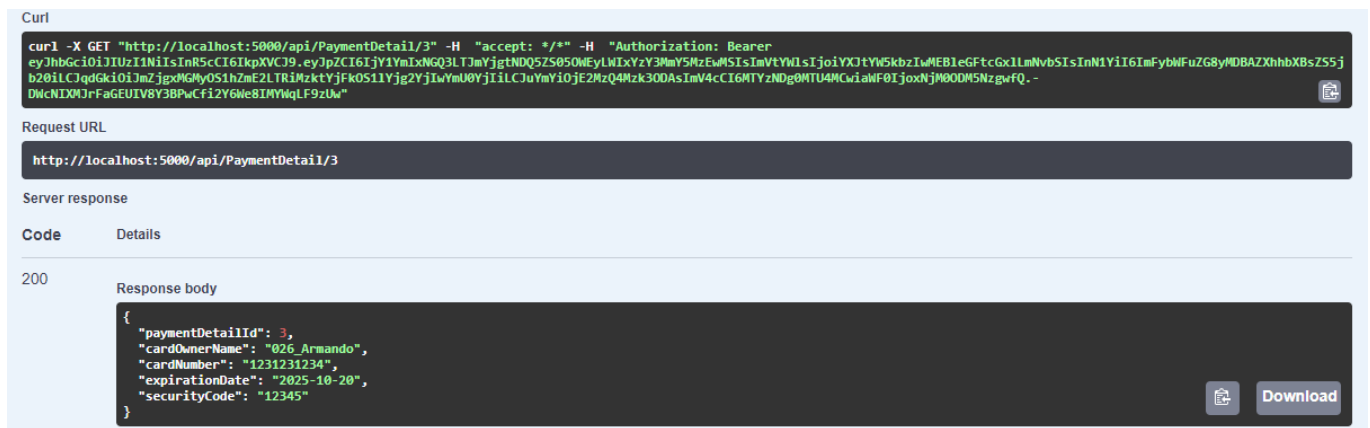 Curl
curl -X GET "http://localhost:5000/api/PaymentDetail/3" -H "accept: */*" -H "Authorization: Bearer
eyJhbGciOiJIUzI1NiIsInR5cCI6IkpXVCJ9.eyJpZCI6IjY1YmIxNGQ3LTJmYjgtNDQ5ZS05OWEyLWIxYzY3MmY5MzEwMSIsImVtYWlsIjoiYXJtYW5kbzIwMEBleGFtcGxlLmNvbSIsInN1YiI6ImFybWFuZG8yMDBAZXhhbXBsZS5j
b20iLCJqdGkiOiJmZjgxMGMyOS1hZmE2LTRiMzktYjFkOS11Yjg2YjIwYmU0YjIiLCJuYmYiOjE2MzQ4Mzk3ODAsImV4cCI6MTYzNDg0MTU4MCwiaWF0IjoxNjM0ODM5NzgwfQ.-
DWcNIXMJrFaGEUIV8Y3BPwCfi2Y6We8IMYWqLF9zUw"
Request URL
http://localhost:5000/api/PaymentDetail/3
Server response
Code Details
200
Response body
{
"paymentDetailId": 3,
"cardOwnerName": "026_Armando",
"cardNumber": "1231231234",
"expirationDate": "2025-10-20",
"securityCode": "12345"
}
Download